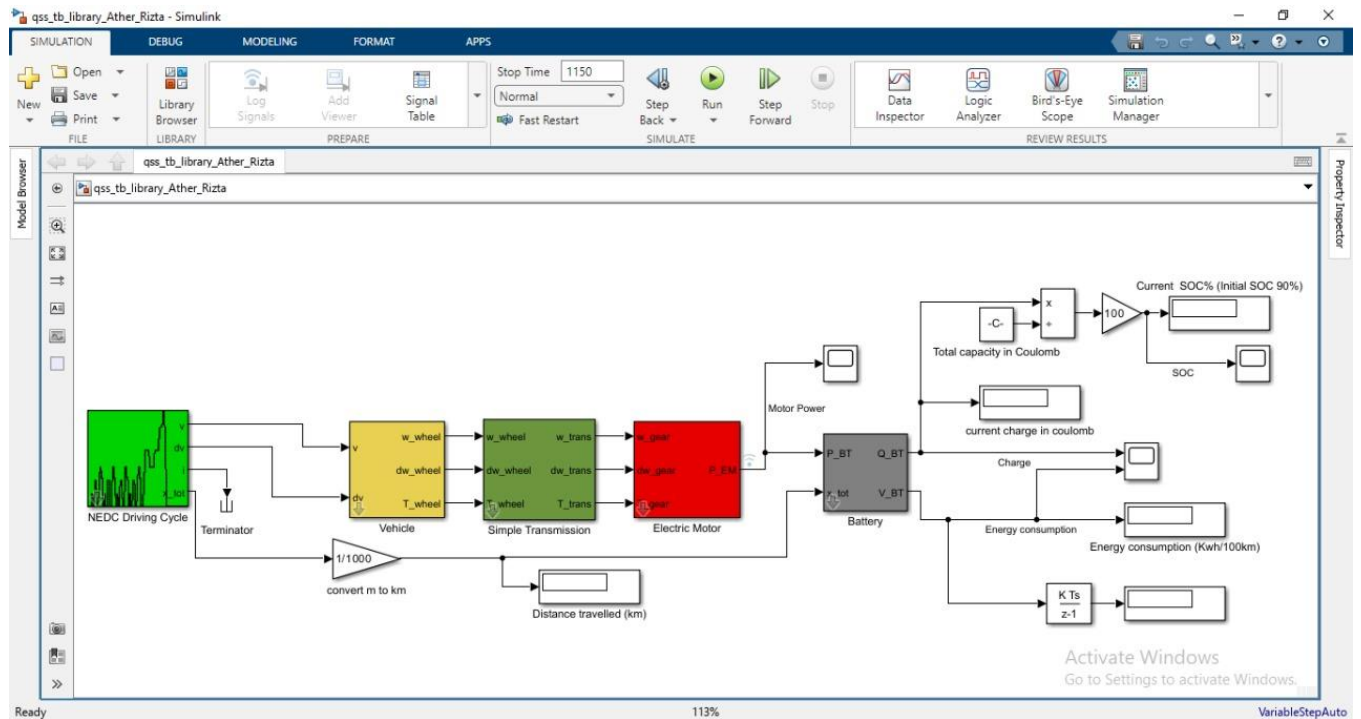 qss_tb_library_Ather_Rizta - Simulink
SIMULATION DEBUG MODELING FORMAT APPS
New
Open
Save
Print
FILE
Library Browser
LIBRARY
Log Signals
Add Viewer
Signal Table
PREPARE
Stop Time 1150
Normal
Fast Restart
Step Back
Run
Step Forward
Stop
SIMULATE
Data Inspector
Logic Analyzer
Bird's-Eye Scope
Simulation Manager
REVIEW RESULTS
Model Browser
Property Inspector
qss_tb_library_Ather_Rizta
qss_tb_library_Ather_Rizta
Current SOC% (Initial SOC 90%)
x
÷
100
-C-
Total capacity in Coulomb
SOC
Motor Power
current charge in coulomb
v
dv
i
x_tot
NEDC Driving Cycle
Terminator
v
dv
w_wheel
dw_wheel
T_wheel
Vehicle
w_wheel
dw_wheel
T_wheel
w_trans
dw_trans
T_trans
Simple Transmission
w_gear
dw_gear
T_gear
P_EM
Electric Motor
P_BT
x_tot
Q_BT
V_BT
Battery
Charge
Energy consumption
Energy consumption (Kwh/100km)
1/1000
convert m to km
Distance travelled (km)
K Ts
z-1
Activate Windows
Go to Settings to activate Windows.
Ready
113%
VariableStepAuto